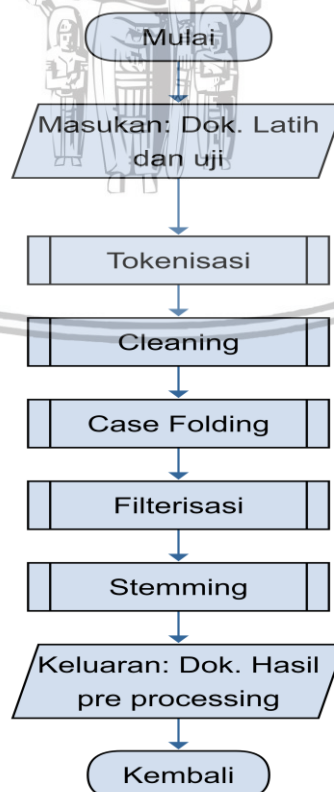 Mulai
Masukan: Dok. Latih
dan uji
Tokenisasi
Cleaning
Case Folding
Filterisasi
Stemming
Keluaran: Dok. Hasil
pre processing
Kembali